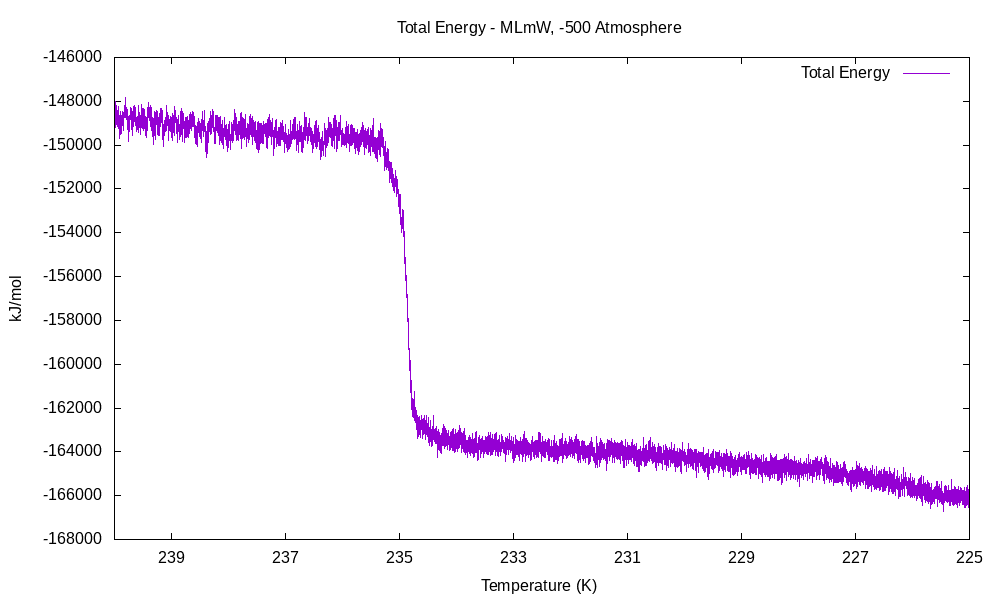 Total Energy - MLmW, -500 Atmosphere
Total Energy
-146000
-148000
-150000
-152000
-154000
-156000
-158000
-160000
-162000
-164000
-166000
-168000
kJ/mol
239 237 235 233 231 229 227 225
Temperature (K)